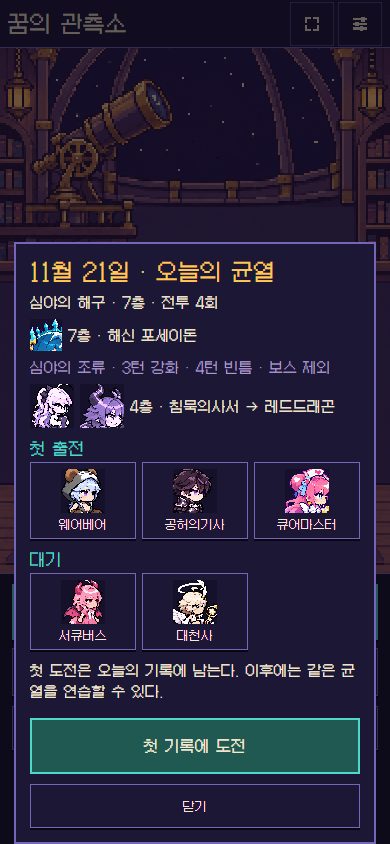 꿈의 관측소
11월 21일 · 오늘의 균열
심야의 해구 · 7층 · 전투 4회
7층 · 해신 포세이돈
심야의 조류 · 3턴 강화 · 4턴 빈틈 · 보스 제외
4층 · 침묵의사서 → 레드드래곤
첫 출전
웨어베어
공허의기사
큐어마스터
대기
서큐버스
대천사
첫 도전은 오늘의 기록에 남는다. 이후에는 같은 균
열을 연습할 수 있다.
첫 기록에 도전
닫기